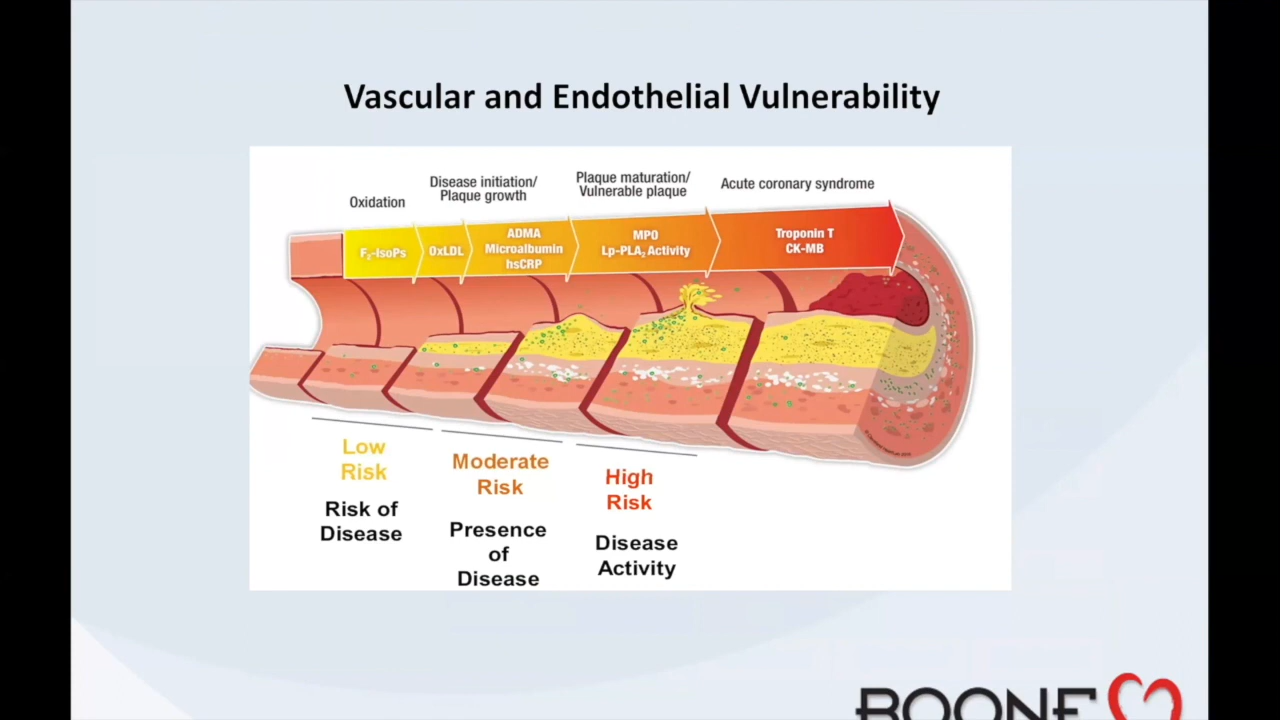 Vascular and Endothelial Vulnerability
Oxidation
Disease initiation/
Plaque growth
Plaque maturation/
Vulnerable plaque
Acute coronary syndrome
F₂-IsoPs
OxLDL
ADMA
Microalbumin
hsCRP
MPO
Lp-PLA₂ Activity
Troponin T
CK-MB
Low
Risk
Risk of
Disease
Moderate
Risk
Presence
of
Disease
High
Risk
Disease
Activity
BOONE